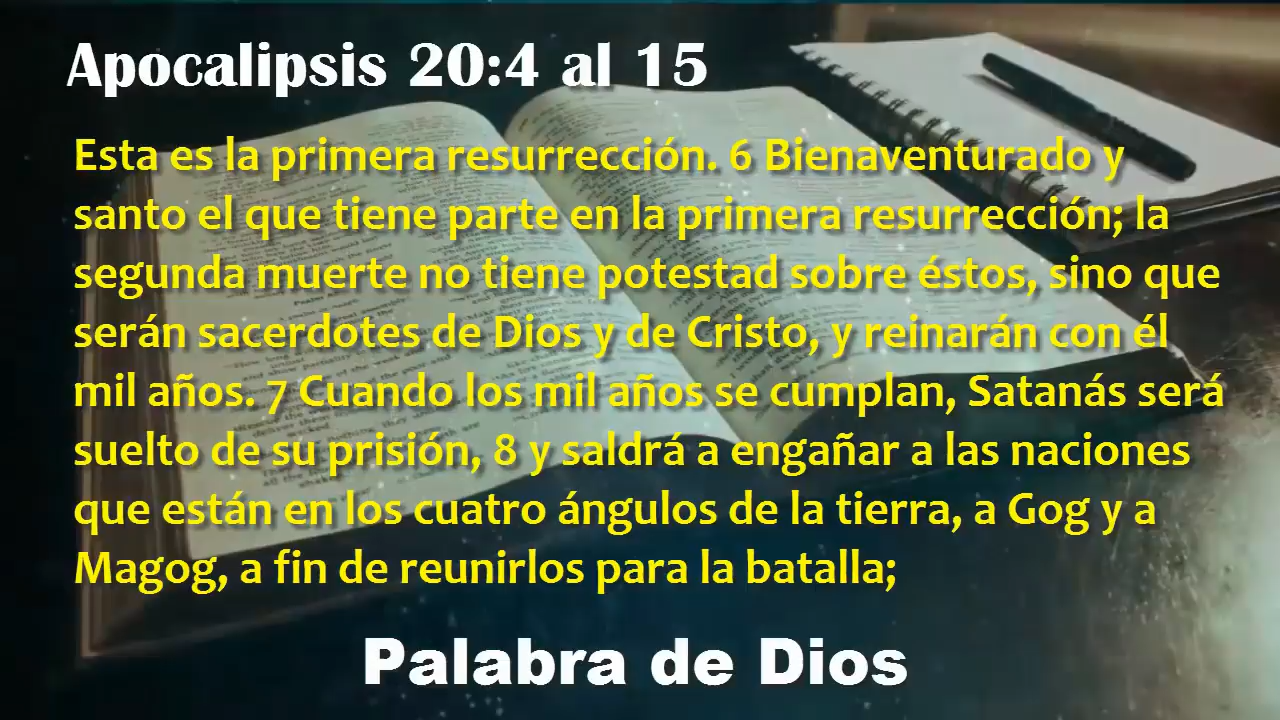 Apocalipsis 20:4 al 15
Esta es la primera resurrección. 6 Bienaventurado y
santo el que tiene parte en la primera resurrección; la
segunda muerte no tiene potestad sobre éstos, sino que
serán sacerdotes de Dios y de Cristo, y reinarán con él
mil años. 7 Cuando los mil años se cumplan, Satanás será
suelto de su prisión, 8 y saldrá a engañar a las naciones
que están en los cuatro ángulos de la tierra, a Gog y a
Magog, a fin de reunirlos para la batalla;
Palabra de Dios